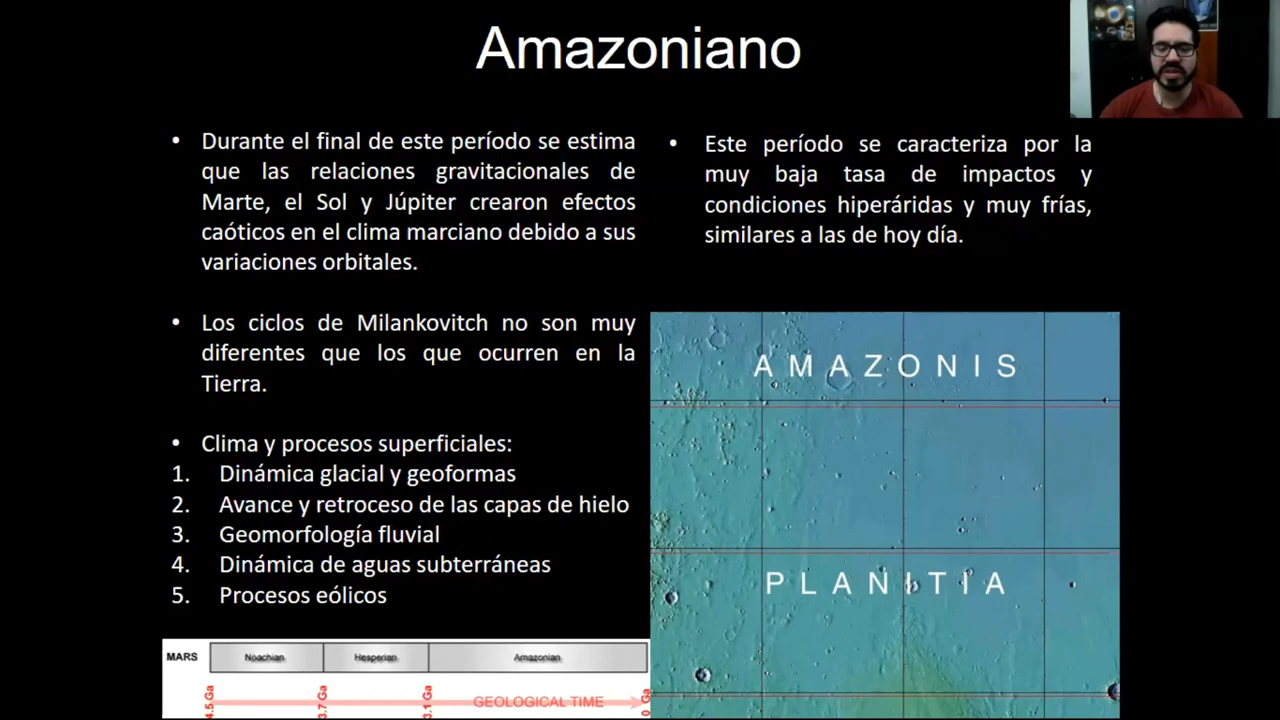 Amazoniano
• Durante el final de este período se estima
que las relaciones gravitacionales de
Marte, el Sol y Júpiter crearon efectos
caóticos en el clima marciano debido a sus
variaciones orbitales.
• Los ciclos de Milankovitch no son muy
diferentes que los que ocurren en la
Tierra.
• Clima y procesos superficiales:
1. Dinámica glacial y geoformas
2. Avance y retroceso de las capas de hielo
3. Geomorfología fluvial
4. Dinámica de aguas subterráneas
5. Procesos eólicos
• Este período se caracteriza por la
muy baja tasa de impactos y
condiciones hiperáridas y muy frías,
similares a las de hoy día.
AMAZONIS
PLANITIA
MARS Noachian Hesperian Amazonian
4.5 Ga 3.7 Ga 3.1 Ga GEOLOGICAL TIME 0 Ga